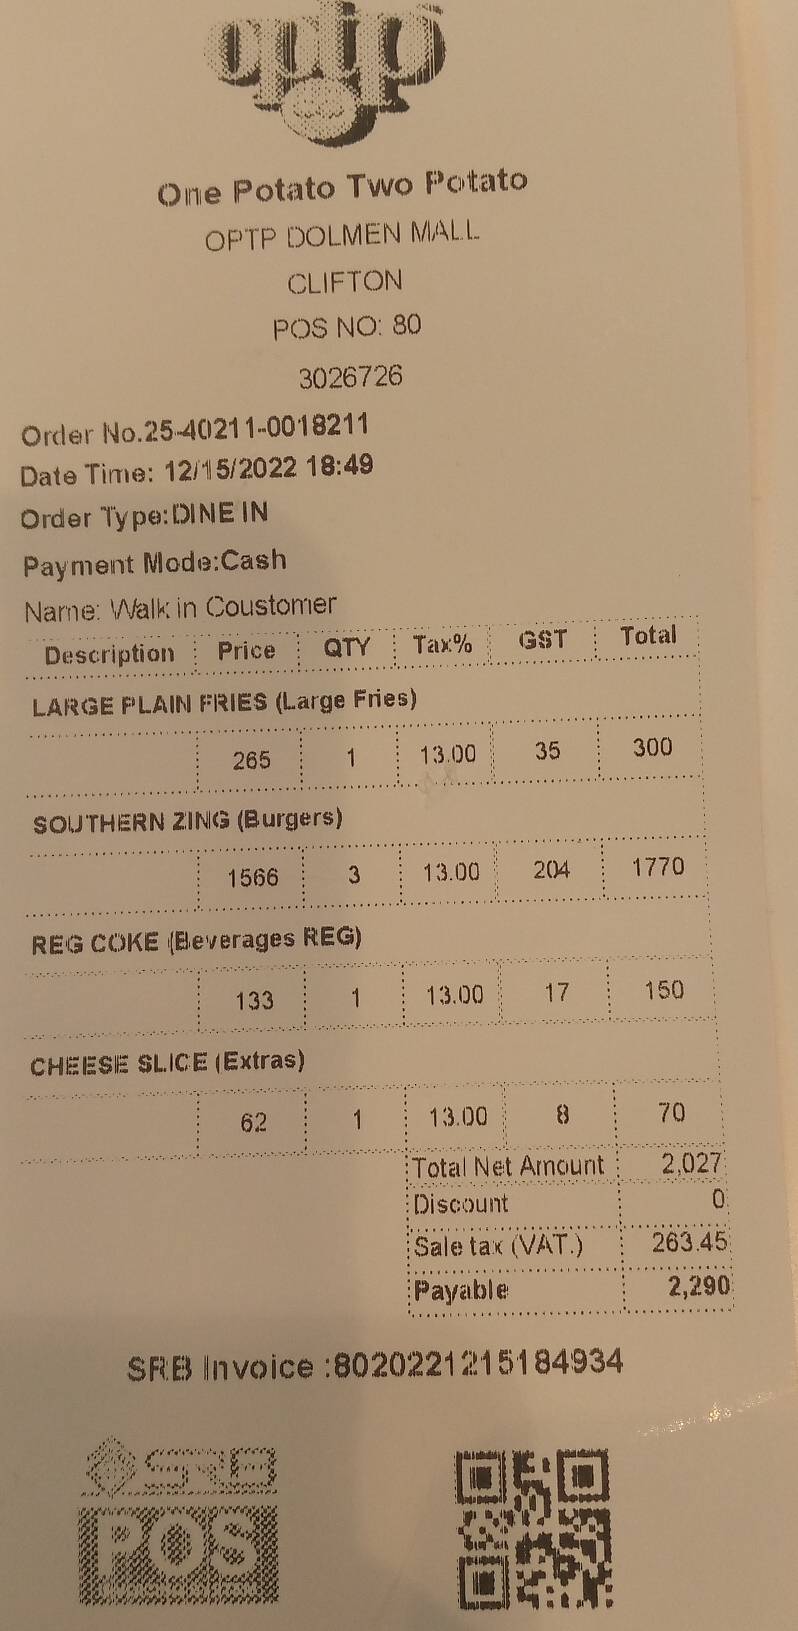 optp
One Potato Two Potato
OPTP DOLMEN MALL
CLIFTON
POS NO: 80
3026726
Order No.25-40211-0018211
Date Time: 12/15/2022 18:49
Order Type:DINE IN
Payment Mode:Cash
Name: Walk in Coustomer
Description Price QTY Tax% GST Total
LARGE PLAIN FRIES (Large Fries)
265 1 13.00 35 300
SOUTHERN ZING (Burgers)
1566 3 13.00 204 1770
REG COKE (Beverages REG)
133 1 13.00 17 150
CHEESE SLICE (Extras)
62 1 13.00 8 70
Total Net Amount 2,027
Discount 0
Sale tax (VAT.) 263.45
Payable 2,290
SRB Invoice :8020221215184934
SRB
POS